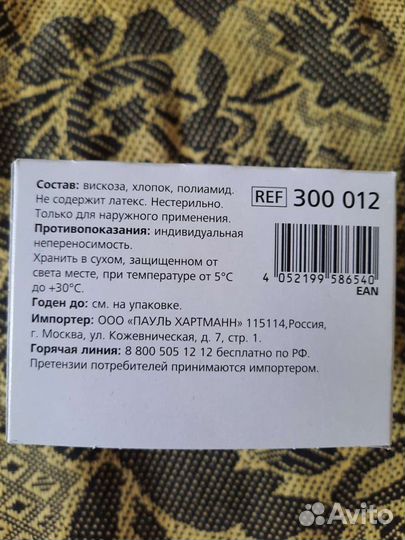 Состав: вискоза, хлопок, полиамид.
Не содержит латекс. Нестерильно.
Только для наружного применения.
Противопоказания: индивидуальная
непереносимость.
Хранить в сухом, защищенном от
света месте, при температуре от 5°C
до +30°C.
Годен до: см. на упаковке.
Импортер: ООО «ПАУЛЬ ХАРТМАНН» 115114,Россия,
г. Москва, ул. Кожевническая, д. 7, стр. 1.
Горячая линия: 8 800 505 12 12 бесплатно по РФ.
Претензии потребителей принимаются импортером.
REF 300 012
4 052199 586540
EAN
Avito